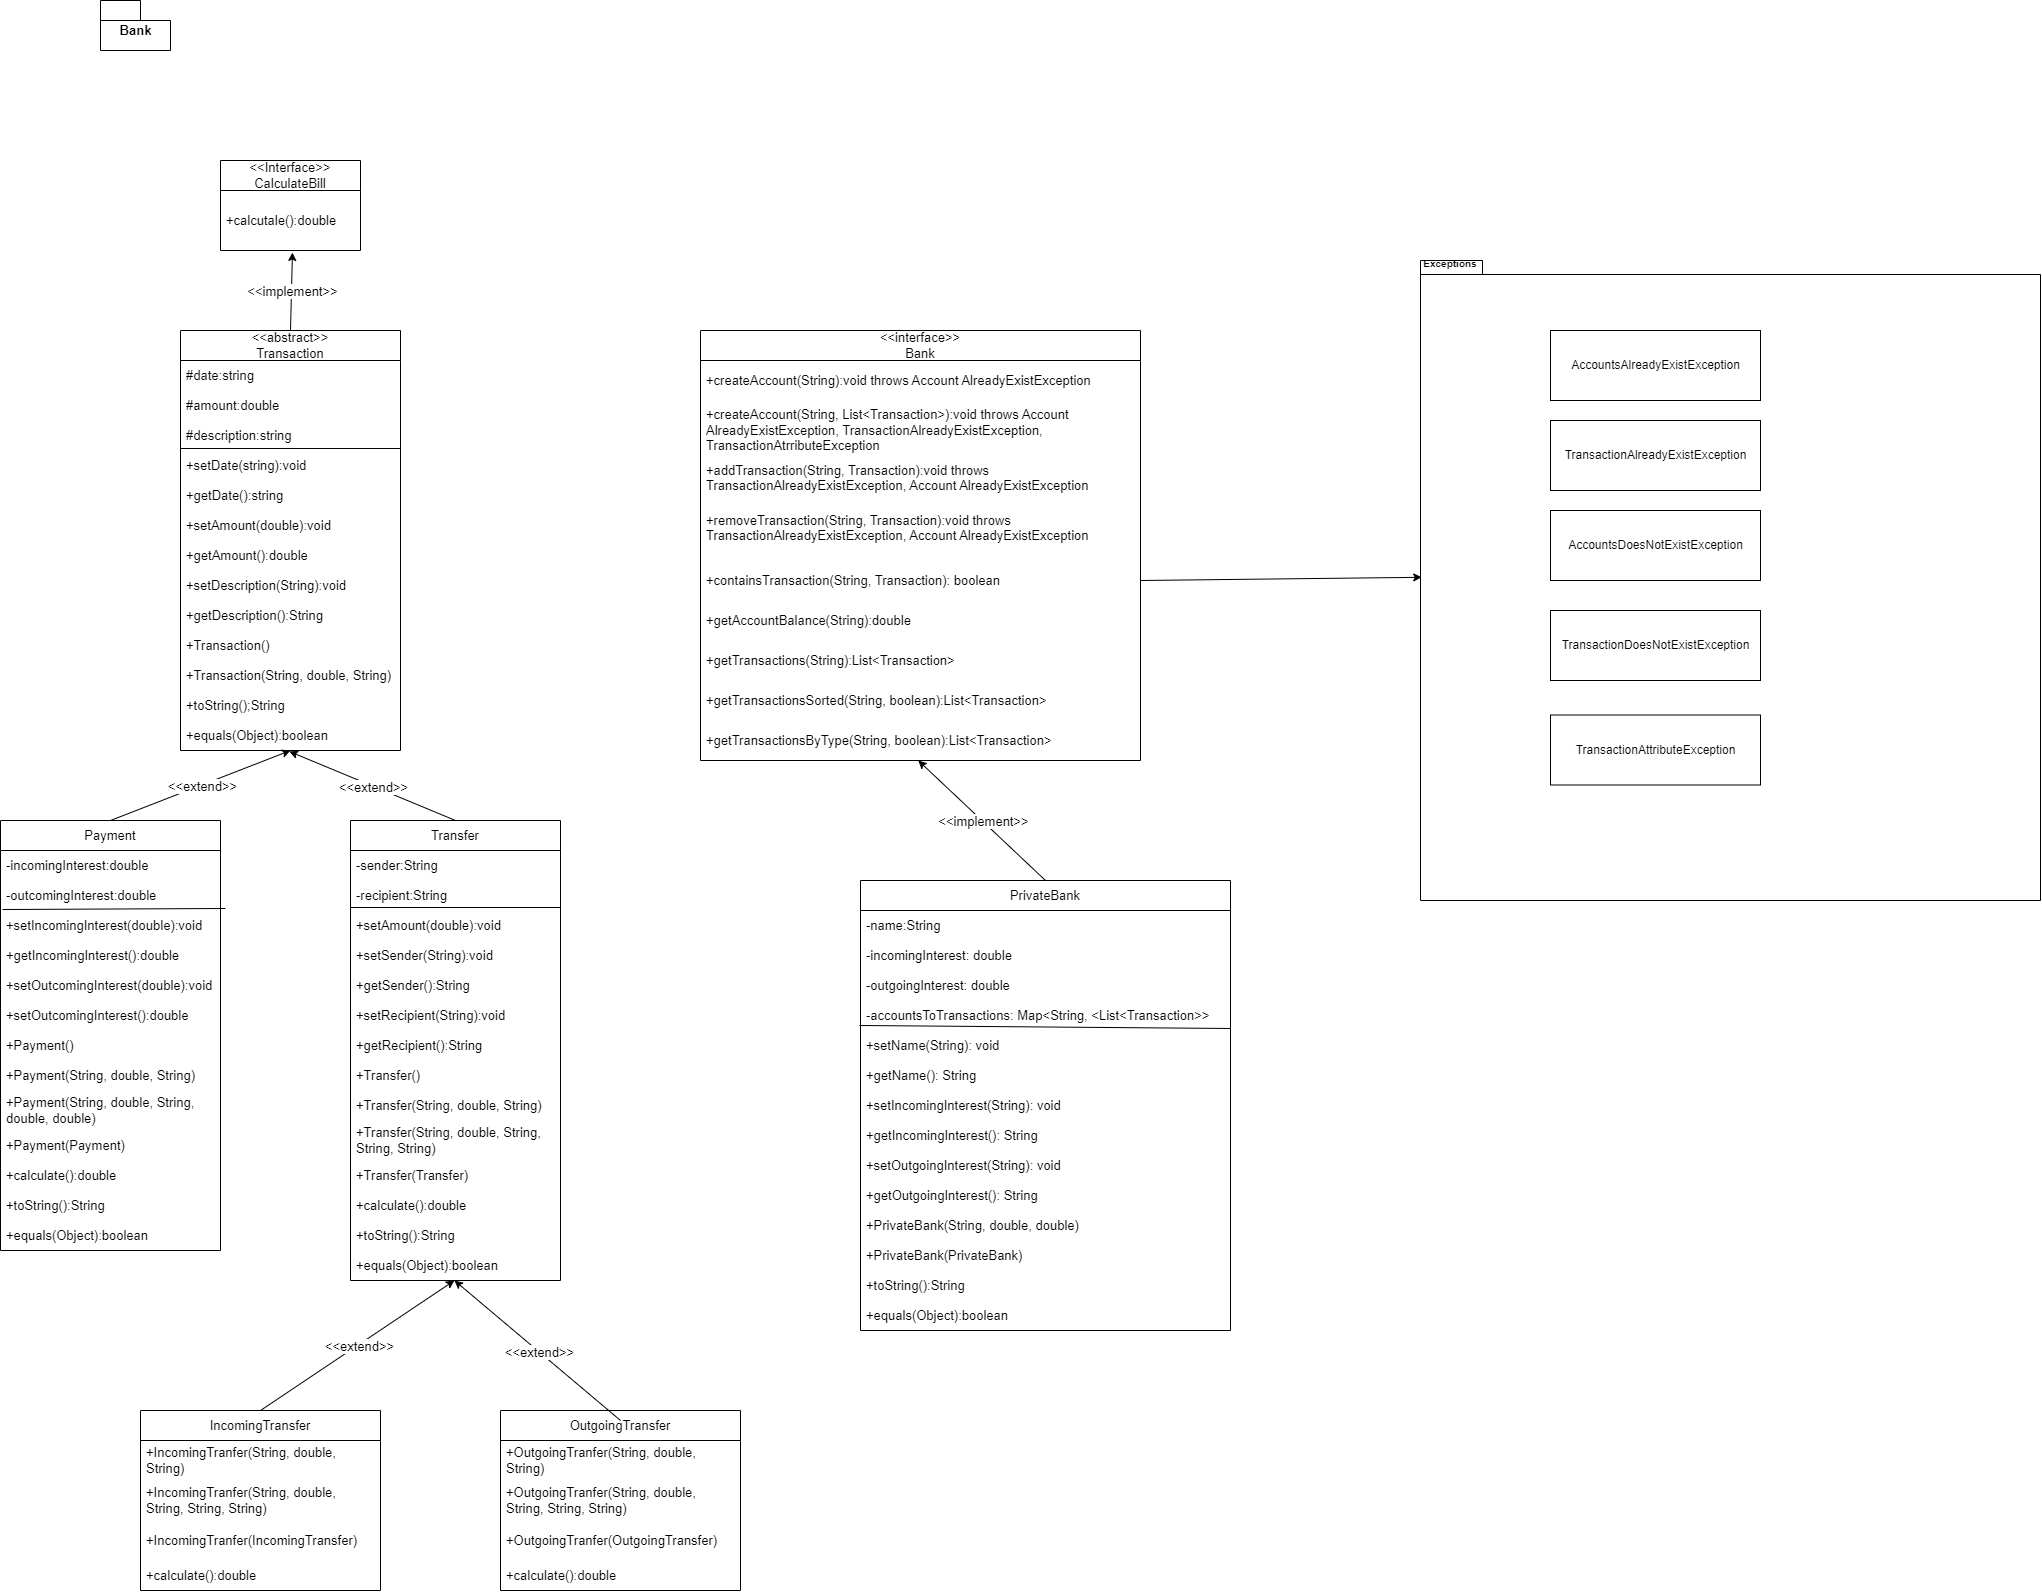 Bank
<<Interface>>
CalculateBill
+calcutale():double
<<implement>>
<<abstract>>
Transaction
#date:string
#amount:double
#description:string
+setDate(string):void
+getDate():string
+setAmount(double):void
+getAmount():double
+setDescription(String):void
+getDescription():String
+Transaction()
+Transaction(String, double, String)
+toString();String
+equals(Object):boolean
<<extend>>
<<extend>>
Payment
-incomingInterest:double
-outcomingInterest:double
+setIncomingInterest(double):void
+getIncomingInterest():double
+setOutcomingInterest(double):void
+setOutcomingInterest():double
+Payment()
+Payment(String, double, String)
+Payment(String, double, String,
double, double)
+Payment(Payment)
+calculate():double
+toString():String
+equals(Object):boolean
Transfer
-sender:String
-recipient:String
+setAmount(double):void
+setSender(String):void
+getSender():String
+setRecipient(String):void
+getRecipient():String
+Transfer()
+Transfer(String, double, String)
+Transfer(String, double, String,
String, String)
+Transfer(Transfer)
+calculate():double
+toString():String
+equals(Object):boolean
<<extend>>
<<extend>>
IncomingTransfer
+IncomingTranfer(String, double,
String)
+IncomingTranfer(String, double,
String, String, String)
+IncomingTranfer(IncomingTransfer)
+calculate():double
OutgoingTransfer
+OutgoingTranfer(String, double,
String)
+OutgoingTranfer(String, double,
String, String, String)
+OutgoingTranfer(OutgoingTransfer)
+calculate():double
<<interface>>
Bank
+createAccount(String):void throws Account AlreadyExistException
+createAccount(String, List<Transaction>):void throws Account
AlreadyExistException, TransactionAlreadyExistException,
TransactionAtrributeException
+addTransaction(String, Transaction):void throws
TransactionAlreadyExistException, Account AlreadyExistException
+removeTransaction(String, Transaction):void throws
TransactionAlreadyExistException, Account AlreadyExistException
+containsTransaction(String, Transaction): boolean
+getAccountBalance(String):double
+getTransactions(String):List<Transaction>
+getTransactionsSorted(String, boolean):List<Transaction>
+getTransactionsByType(String, boolean):List<Transaction>
<<implement>>
PrivateBank
-name:String
-incomingInterest: double
-outgoingInterest: double
-accountsToTransactions: Map<String, <List<Transaction>>
+setName(String): void
+getName(): String
+setIncomingInterest(String): void
+getIncomingInterest(): String
+setOutgoingInterest(String): void
+getOutgoingInterest(): String
+PrivateBank(String, double, double)
+PrivateBank(PrivateBank)
+toString():String
+equals(Object):boolean
Exceptions
AccountsAlreadyExistException
TransactionAlreadyExistException
AccountsDoesNotExistException
TransactionDoesNotExistException
TransactionAttributeException